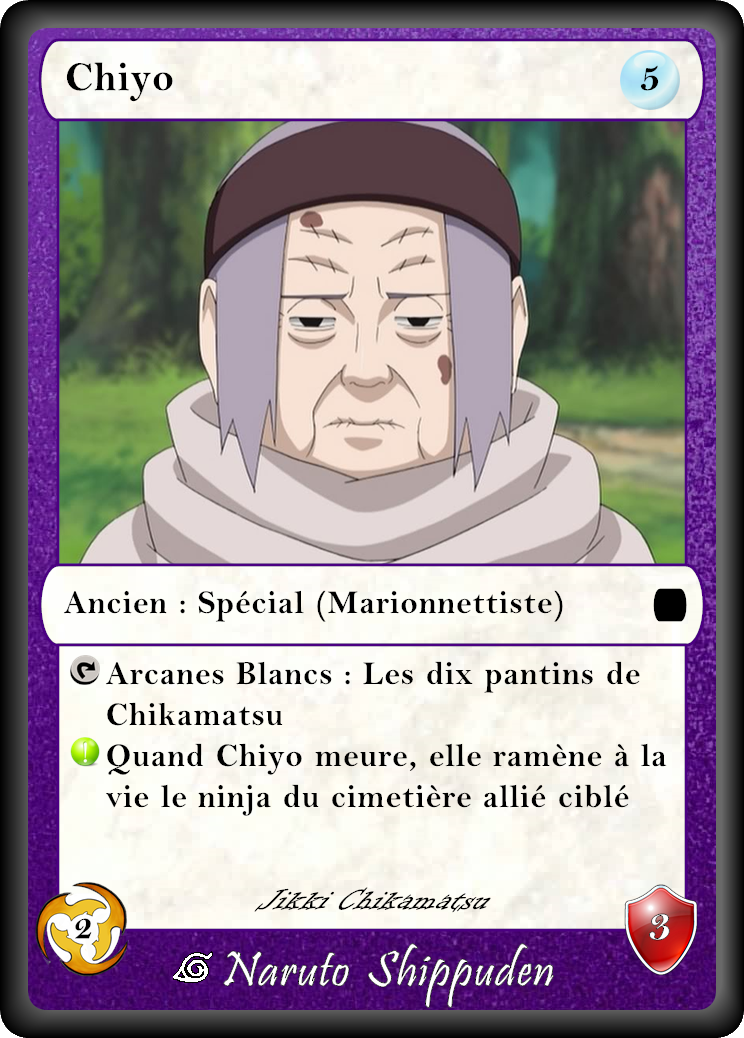 Chiyo
5
Ancien : Spécial (Marionnettiste)
Arcanes Blancs : Les dix pantins de
Chikamatsu
Quand Chiyo meure, elle ramène à la
vie le ninja du cimetière allié ciblé
Jikki Chikamatsu
2
3
Naruto Shippuden